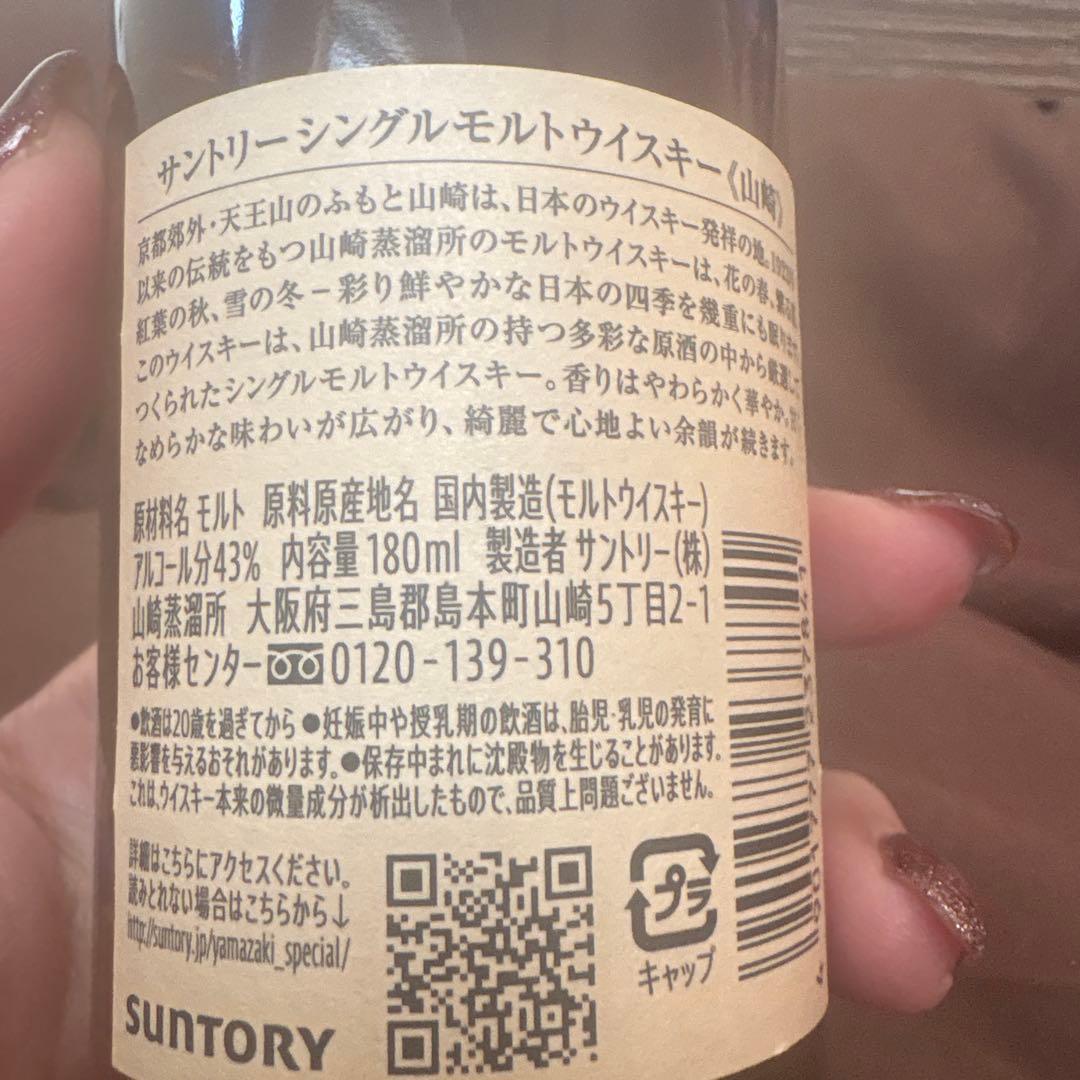 サントリーシングルモルトウイスキー《山崎》
京都郊外・天王山のふもと山崎は、日本のウイスキー発祥の地。1923年
以来の伝統をもつ山崎蒸溜所のモルトウイスキーは、花の春、
紅葉の秋、雪の冬－彩り鮮やかな日本の四季を幾重にも眠り
このウイスキーは、山崎蒸溜所の持つ多彩な原酒の中から厳選し
つくられたシングルモルトウイスキー。香りはやわらかく華やか。
なめらかな味わいが広がり、綺麗で心地よい余韻が続きます。
原材料名 モルト 原料原産地名 国内製造(モルトウイスキー)
アルコール分43% 内容量180ml 製造者 サントリー(株)
山崎蒸溜所 大阪府三島郡島本町山崎5丁目2-1
お客様センター 0120-139-310
●飲酒は20歳を過ぎてから ●妊娠中や授乳期の飲酒は、胎児・乳児の発育に
悪影響を与えるおそれがあります。●保存中まれに沈殿物を生じることがあります。
これは、ウイスキー本来の微量成分が析出したもので、品質上問題ございません。
詳細はこちらにアクセスください。
読みとれない場合はこちらから↓
http://suntory.jp/yamazaki_special/
プラ
キャップ
SUNTORY